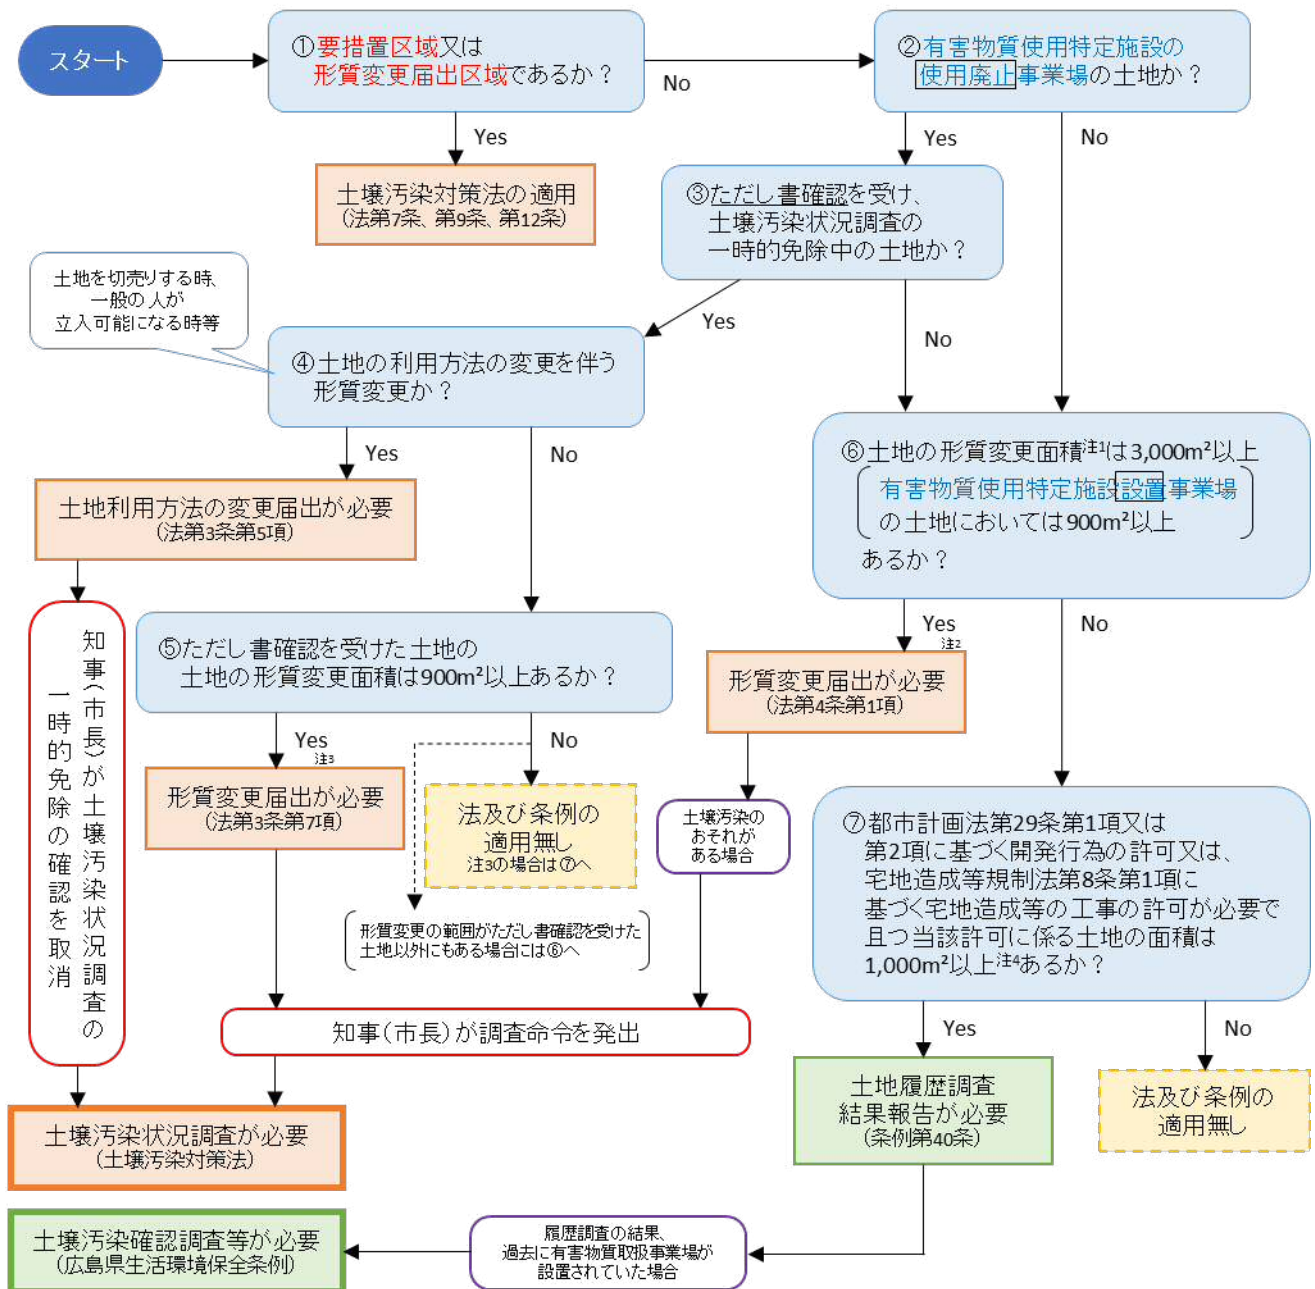 スタート
①要措置区域又は
形質変更届出区域であるか？
No
②有害物質使用特定施設の
使用廃止事業場の土地か？
Yes
Yes
No
土壌汚染対策法の適用
(法第7条、第9条、第12条)
③ただし書確認を受け、
土壌汚染状況調査の
一時的免除中の土地か？
土地を切売りする時、
一般の人が
立入可能になる時等
Yes
No
④土地の利用方法の変更を伴う
形質変更か？
Yes
No
⑥土地の形質変更面積注1は3,000m²以上
有害物質使用特定施設設置事業場
の土地においては900m²以上
あるか？
土地利用方法の変更届出が必要
(法第3条第5項)
Yes
注2
No
知事(市長)が土壌汚染状況調査の
一時的免除の確認を取消
⑤ただし書確認を受けた土地の
土地の形質変更面積は900m²以上あるか？
形質変更届出が必要
(法第4条第1項)
Yes
注3
No
形質変更届出が必要
(法第3条第7項)
法及び条例の
適用無し
注3の場合は⑦へ
土壌汚染の
おそれが
ある場合
⑦都市計画法第29条第1項又は
第2項に基づく開発行為の許可又は、
宅地造成等規制法第8条第1項に
基づく宅地造成等の工事の許可が必要で
且つ当該許可に係る土地の面積は
1,000m²以上注4あるか？
形質変更の範囲がただし書確認を受けた
土地以外にもある場合には⑥へ
知事(市長)が調査命令を発出
Yes
No
土地履歴調査
結果報告が必要
(条例第40条)
法及び条例の
適用無し
土壌汚染状況調査が必要
(土壌汚染対策法)
土壌汚染確認調査等が必要
(広島県生活環境保全条例)
履歴調査の結果、
過去に有害物質取扱事業場が
設置されていた場合